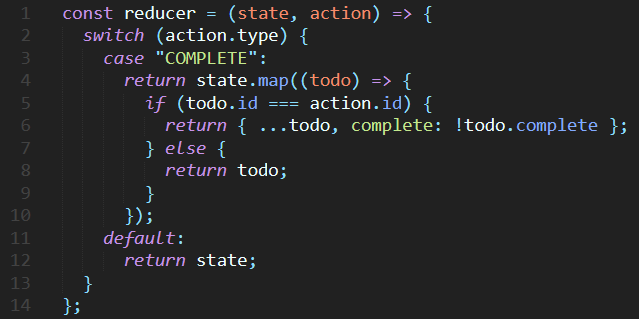 1 const reducer = (state, action) => {
2 switch (action.type) {
3 case "COMPLETE":
4 return state.map((todo) => {
5 if (todo.id === action.id) {
6 return { ...todo, complete: !todo.complete };
7 } else {
8 return todo;
9 }
10 });
11 default:
12 return state;
13 }
14 };